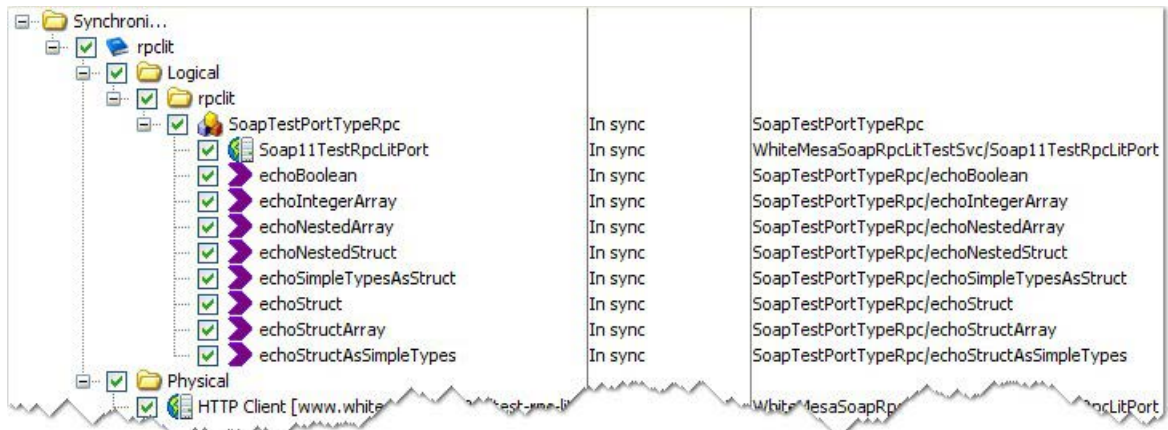 Synchroni...
rpclit
Logical
rpclit
SoapTestPortTypeRpc In sync SoapTestPortTypeRpc
Soap11TestRpcLitPort In sync WhiteMesaSoapRpcLitTestSvc/Soap11TestRpcLitPort
echoBoolean In sync SoapTestPortTypeRpc/echoBoolean
echoIntegerArray In sync SoapTestPortTypeRpc/echoIntegerArray
echoNestedArray In sync SoapTestPortTypeRpc/echoNestedArray
echoNestedStruct In sync SoapTestPortTypeRpc/echoNestedStruct
echoSimpleTypesAsStruct In sync SoapTestPortTypeRpc/echoSimpleTypesAsStruct
echoStruct In sync SoapTestPortTypeRpc/echoStruct
echoStructArray In sync SoapTestPortTypeRpc/echoStructArray
echoStructAsSimpleTypes In sync SoapTestPortTypeRpc/echoStructAsSimpleTypes
Physical
HTTP Client [www.white